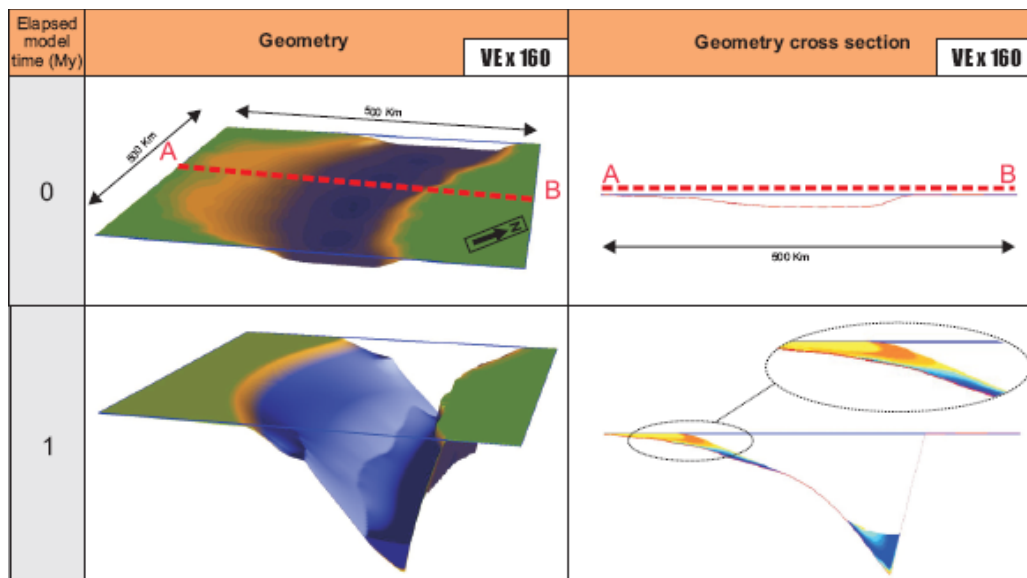 Elapsed
model
time (My)
Geometry
VE x 160
Geometry cross section
VE x 160
0
500 Km
500 Km
A
B
N
A
B
500 Km
1